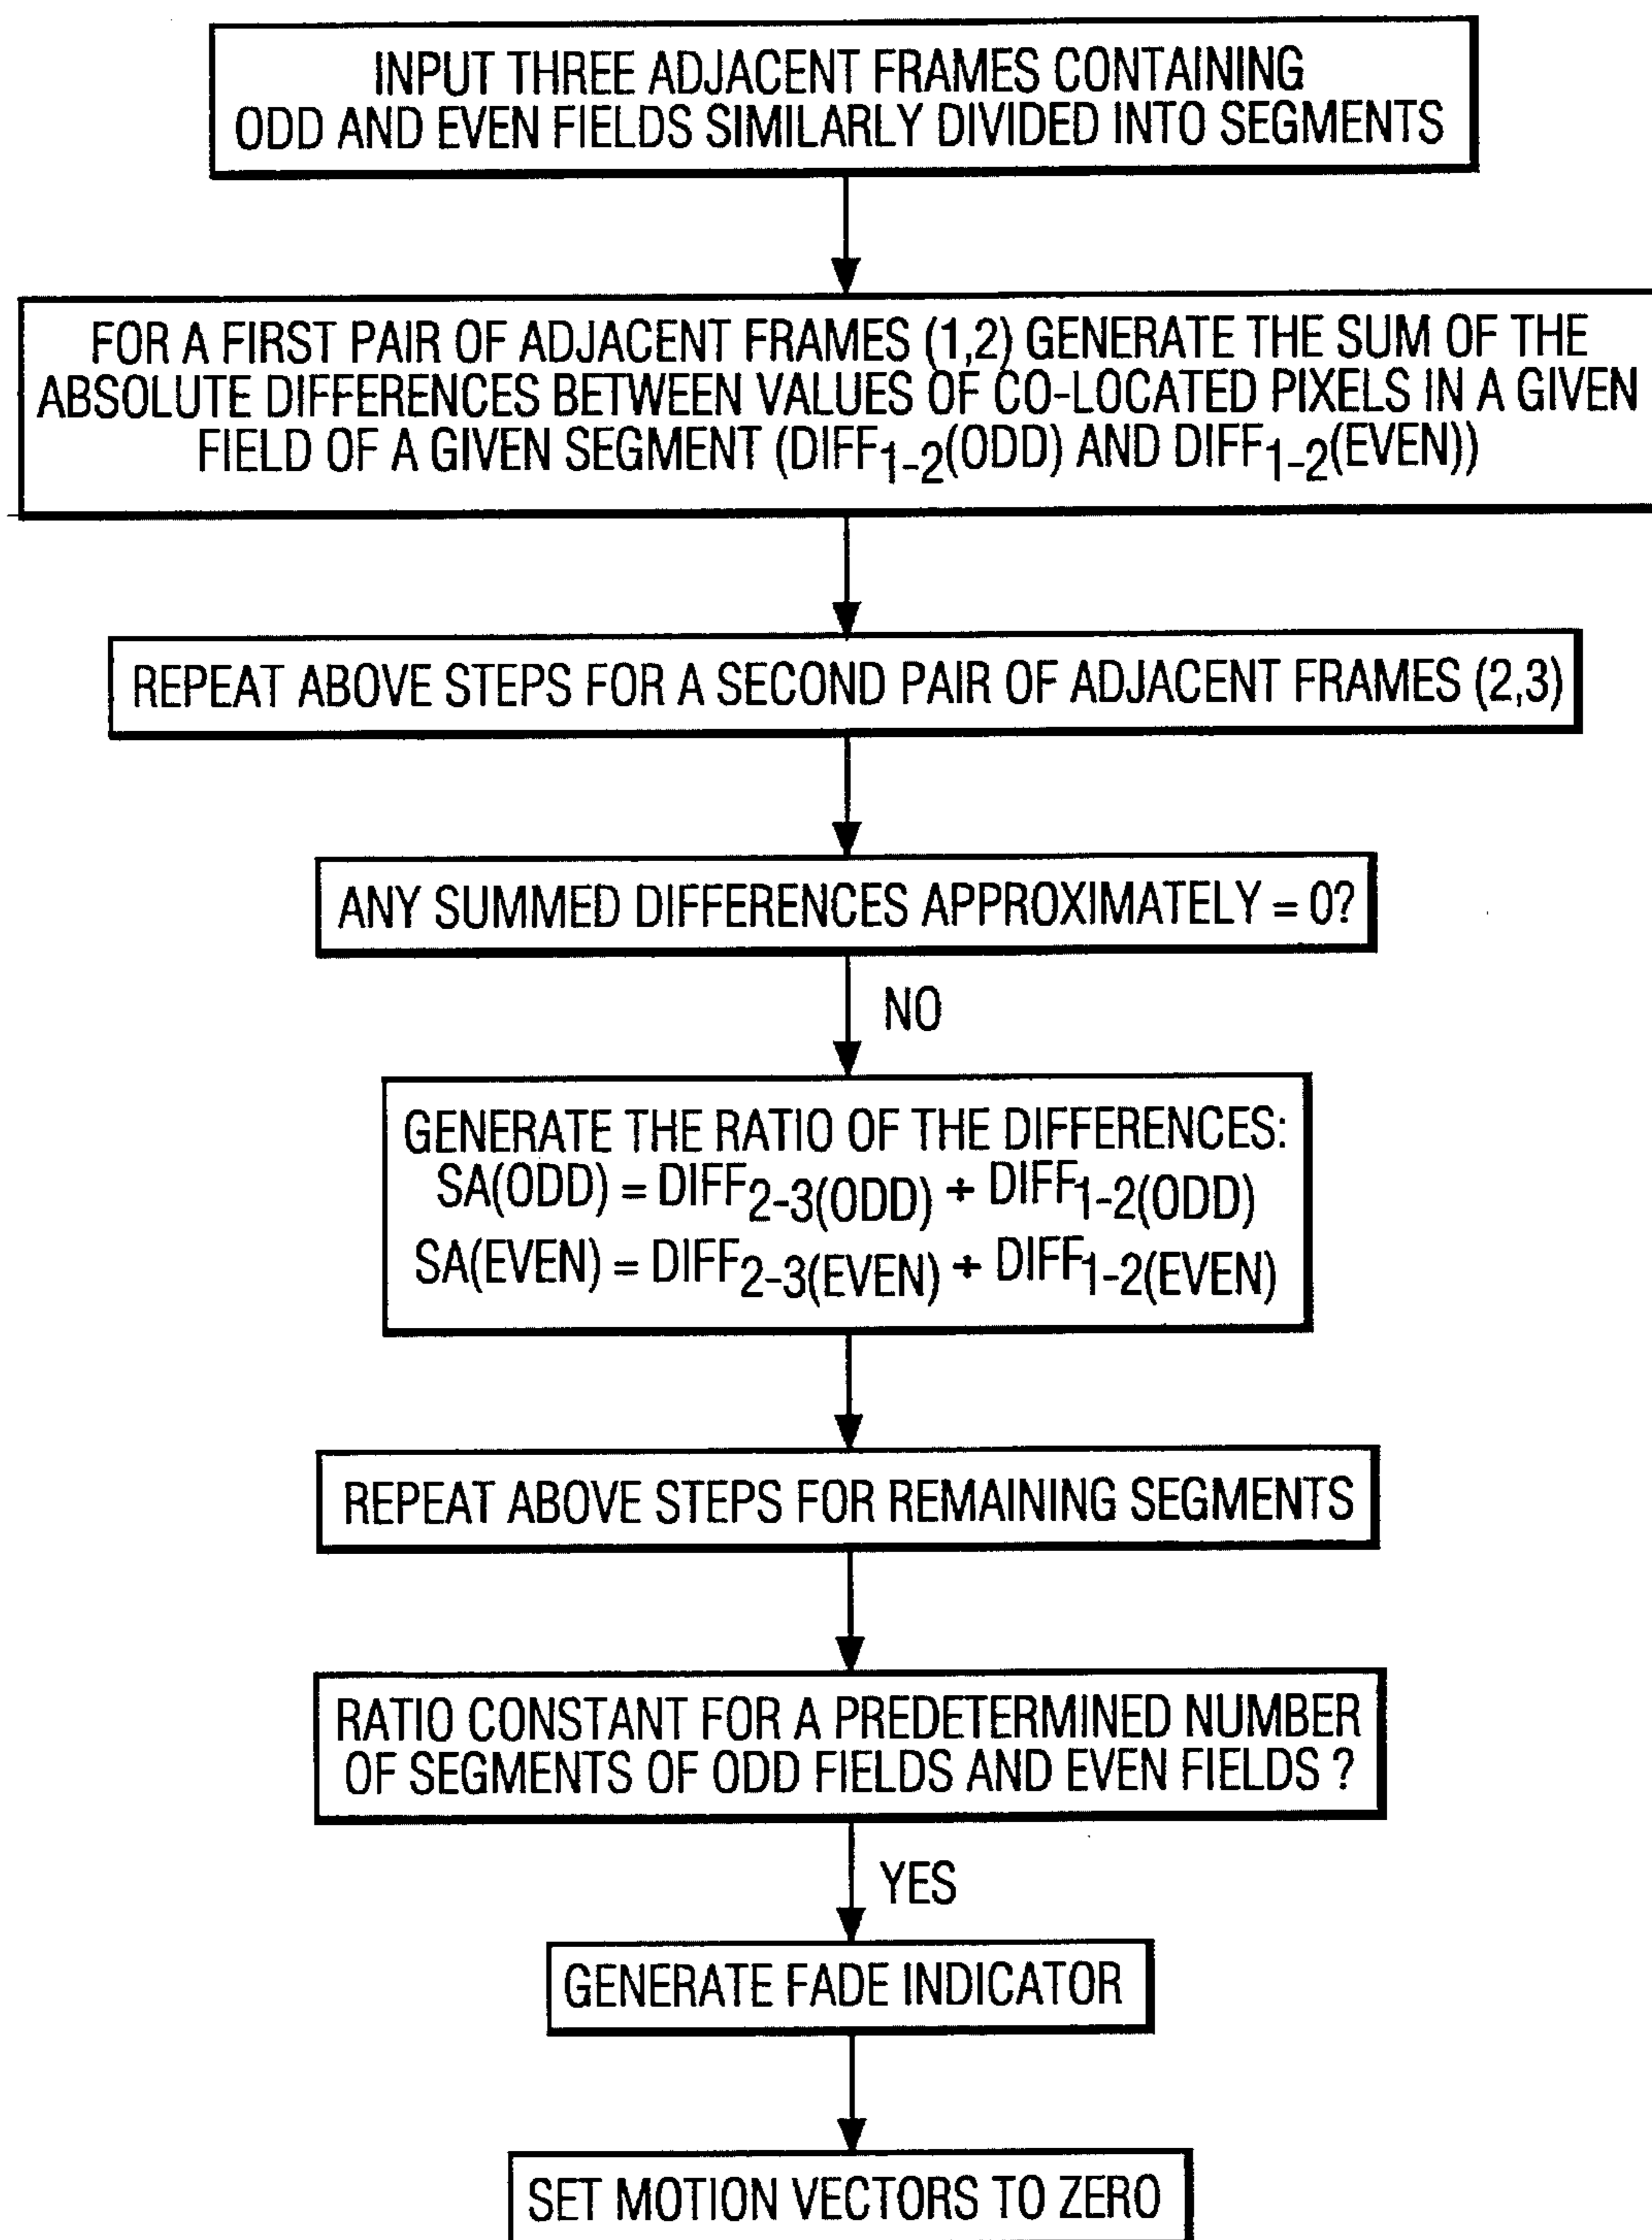 INPUT THREE ADJACENT FRAMES CONTAINING
ODD AND EVEN FIELDS SIMILARLY DIVIDED INTO SEGMENTS
FOR A FIRST PAIR OF ADJACENT FRAMES (1,2) GENERATE THE SUM OF THE
ABSOLUTE DIFFERENCES BETWEEN VALUES OF CO-LOCATED PIXELS IN A GIVEN
FIELD OF A GIVEN SEGMENT (DIFF1-2(ODD) AND DIFF1-2(EVEN))
REPEAT ABOVE STEPS FOR A SECOND PAIR OF ADJACENT FRAMES (2,3)
ANY SUMMED DIFFERENCES APPROXIMATELY = 0?
NO
GENERATE THE RATIO OF THE DIFFERENCES:
SA(ODD) = DIFF2-3(ODD) ÷ DIFF1-2(ODD)
SA(EVEN) = DIFF2-3(EVEN) ÷ DIFF1-2(EVEN)
REPEAT ABOVE STEPS FOR REMAINING SEGMENTS
RATIO CONSTANT FOR A PREDETERMINED NUMBER
OF SEGMENTS OF ODD FIELDS AND EVEN FIELDS ?
YES
GENERATE FADE INDICATOR
SET MOTION VECTORS TO ZERO